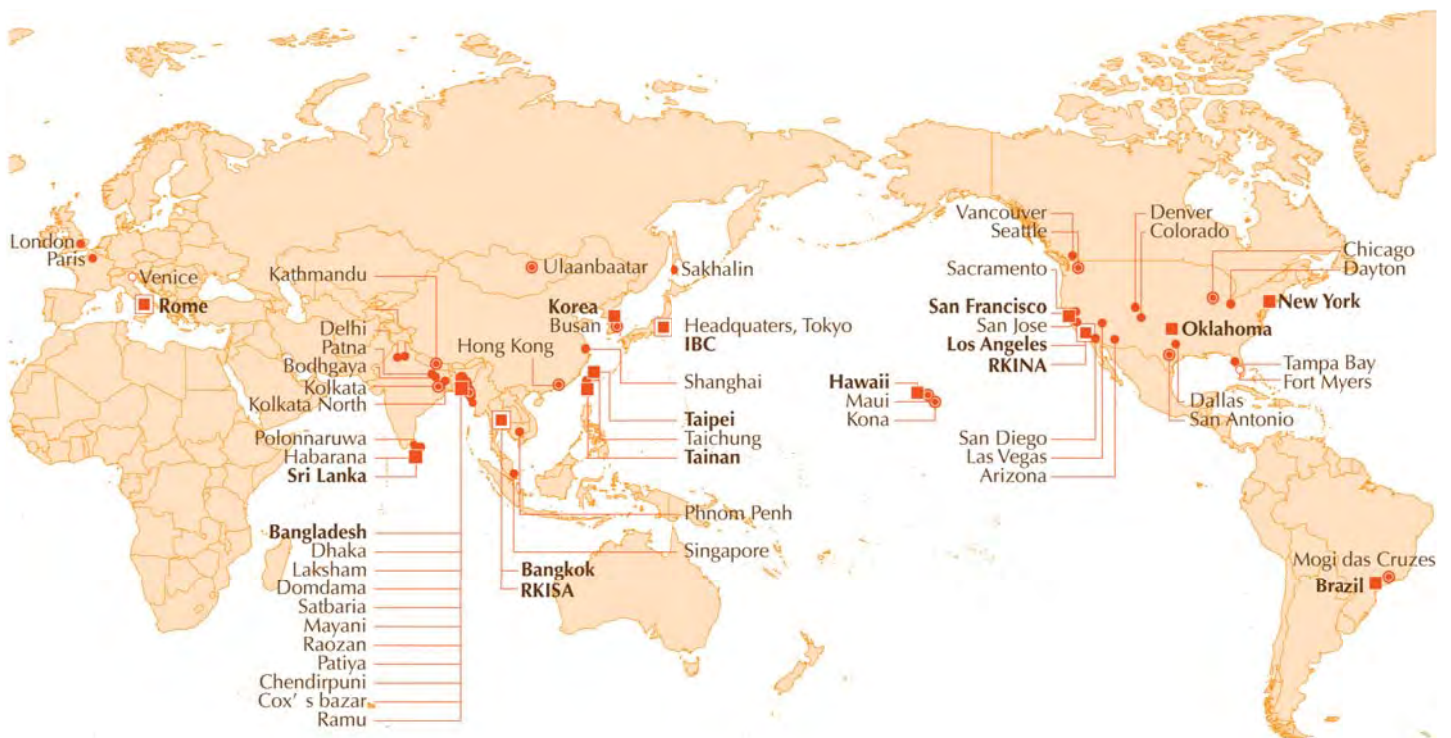 London
Paris
Venice
Rome
Kathmandu
Ulaanbaatar
Sakhalin
Korea
Busan
Headquaters, Tokyo
IBC
Delhi
Patna
Bodhgaya
Kolkata
Kolkata North
Hong Kong
Shanghai
Polonnaruwa
Habarana
Sri Lanka
Taipei
Taichung
Tainan
Phnom Penh
Singapore
Bangkok
RKISA
Bangladesh
Dhaka
Laksham
Domdama
Satbaria
Mayani
Raozan
Patiya
Chendirpuni
Cox' s bazar
Ramu
Vancouver
Seattle
Denver
Colorado
Chicago
Dayton
Sacramento
San Francisco
San Jose
Los Angeles
RKINA
New York
Oklahoma
Hawaii
Maui
Kona
Tampa Bay
Fort Myers
Dallas
San Antonio
San Diego
Las Vegas
Arizona
Mogi das Cruzes
Brazil